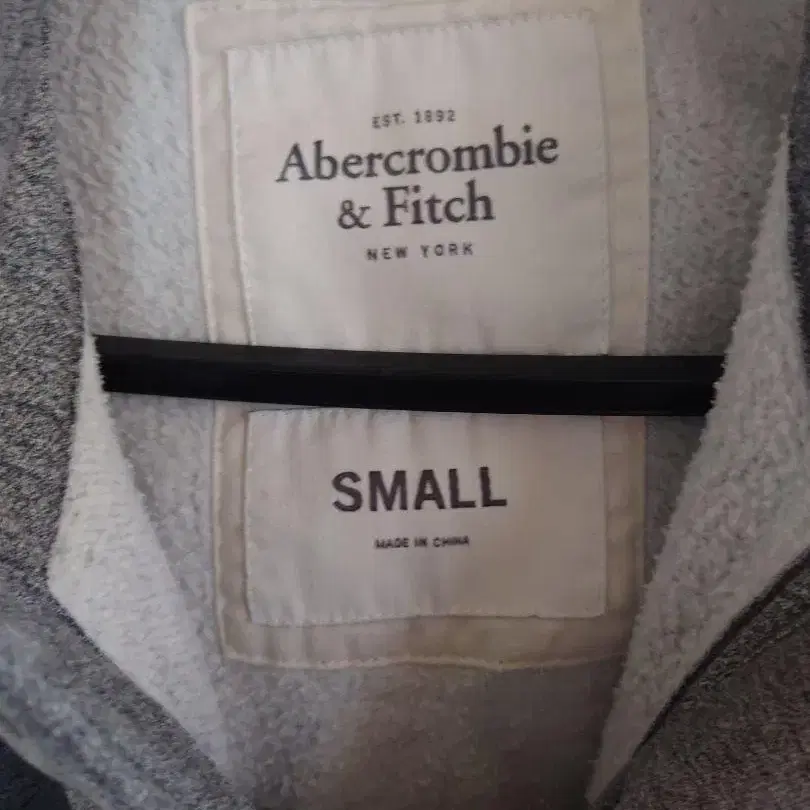 EST. 1892
Abercrombie
& Fitch
NEW YORK
SMALL
MADE IN CHINA